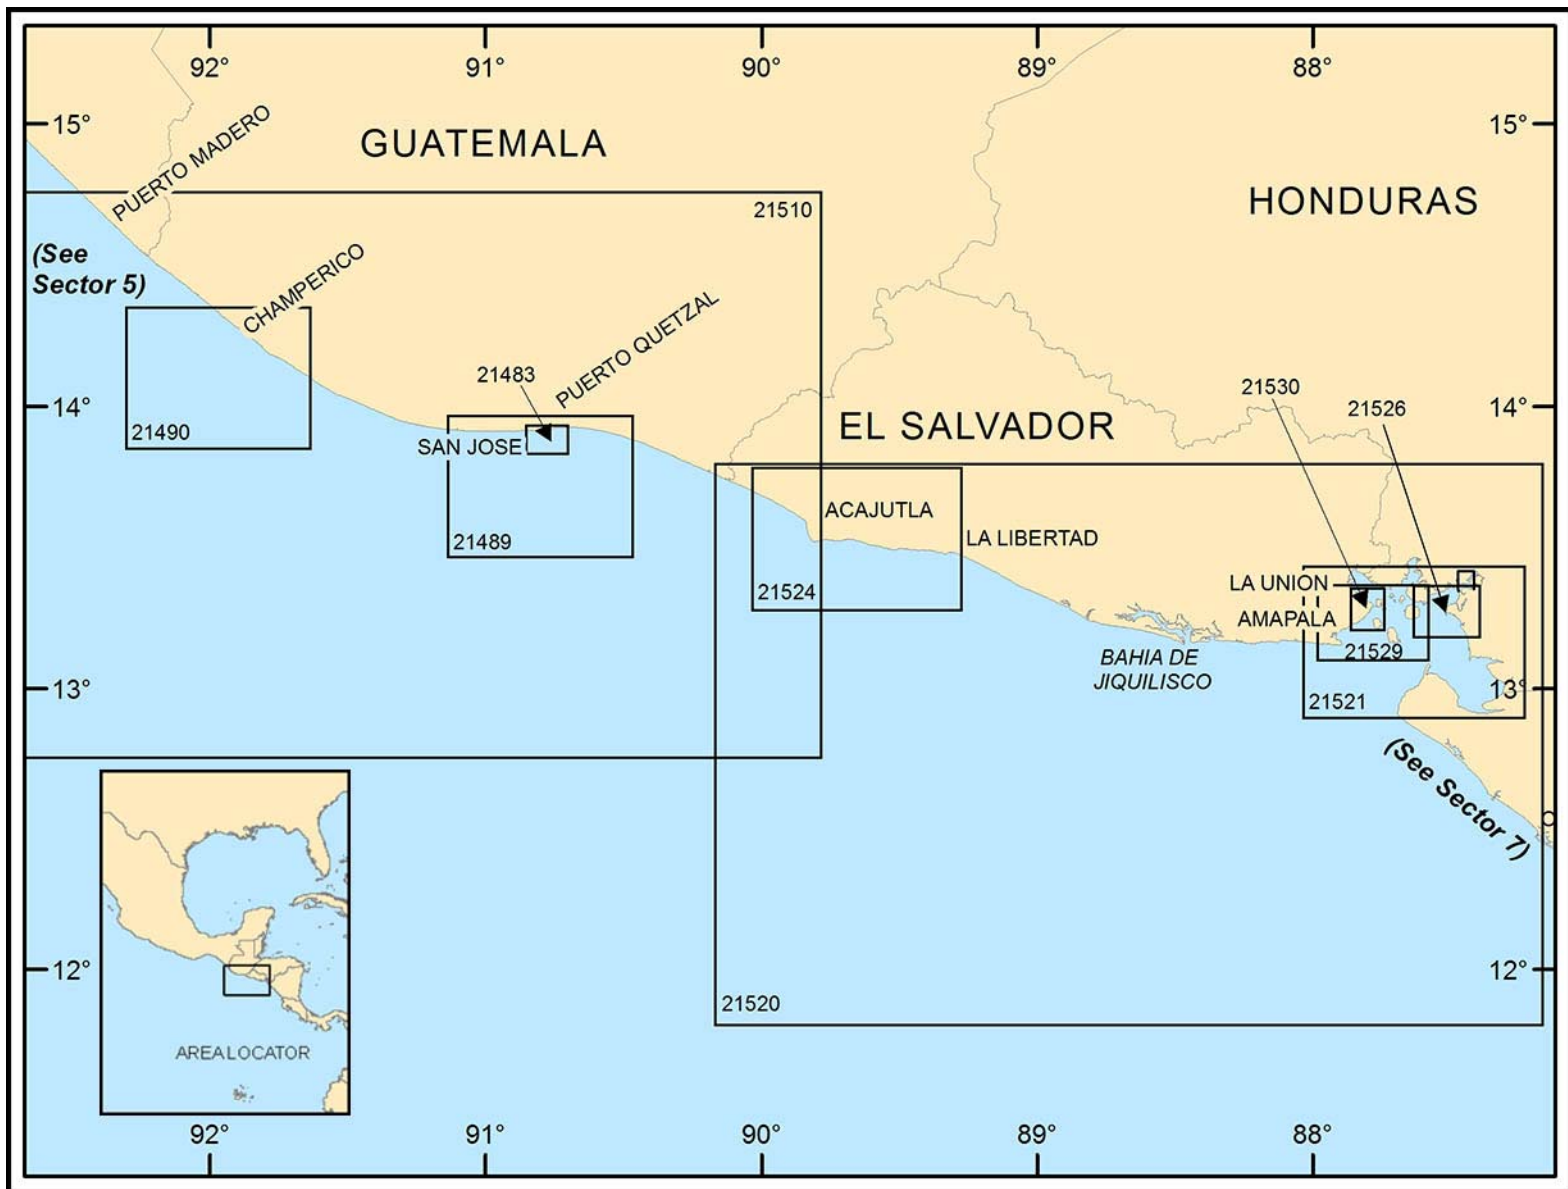 92°
91°
90°
89°
88°
15°
15°
PUERTO MADERO
GUATEMALA
HONDURAS
21510
(See
Sector 5)
CHAMPERICO
PUERTO QUETZAL
21483
21530
21526
14°
14°
21490
EL SALVADOR
SAN JOSE
21489
ACAJUTLA
LA LIBERTAD
21524
LA UNION
AMAPALA
21529
BAHIA DE
JIQUILISCO
13°
13°
21521
(See Sector 7)
12°
12°
21520
AREA LOCATOR
92°
91°
90°
89°
88°